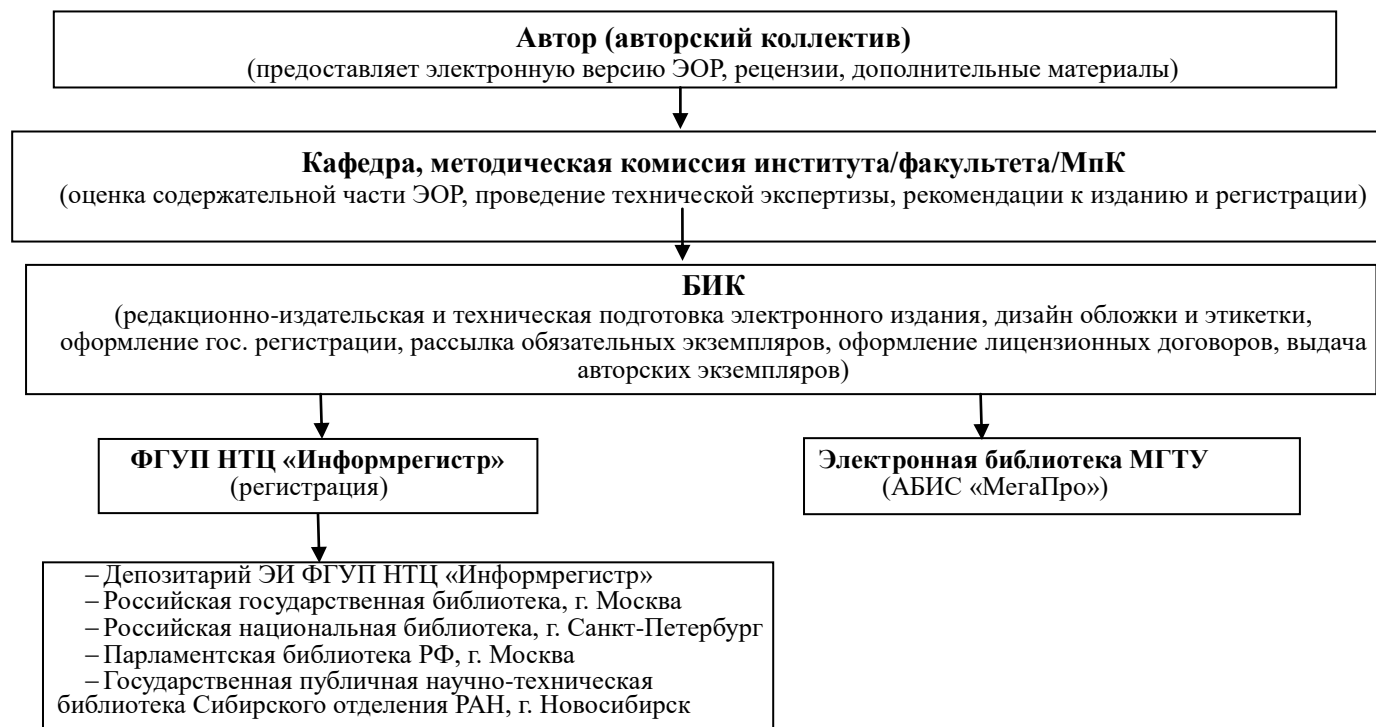 Автор (авторский коллектив)
(предоставляет электронную версию ЭОР, рецензии, дополнительные материалы)
Кафедра, методическая комиссия института/факультета/МпК
(оценка содержательной части ЭОР, проведение технической экспертизы, рекомендации к изданию и регистрации)
БИК
(редакционно-издательская и техническая подготовка электронного издания, дизайн обложки и этикетки,
оформление гос. регистрации, рассылка обязательных экземпляров, оформление лицензионных договоров, выдача
авторских экземпляров)
ФГУП НТЦ «Информрегистр»
(регистрация)
Электронная библиотека МГТУ
(АБИС «МегаПро»)
– Депозитарий ЭИ ФГУП НТЦ «Информрегистр»
– Российская государственная библиотека, г. Москва
– Российская национальная библиотека, г. Санкт-Петербург
– Парламентская библиотека РФ, г. Москва
– Государственная публичная научно-техническая
библиотека Сибирского отделения РАН, г. Новосибирск